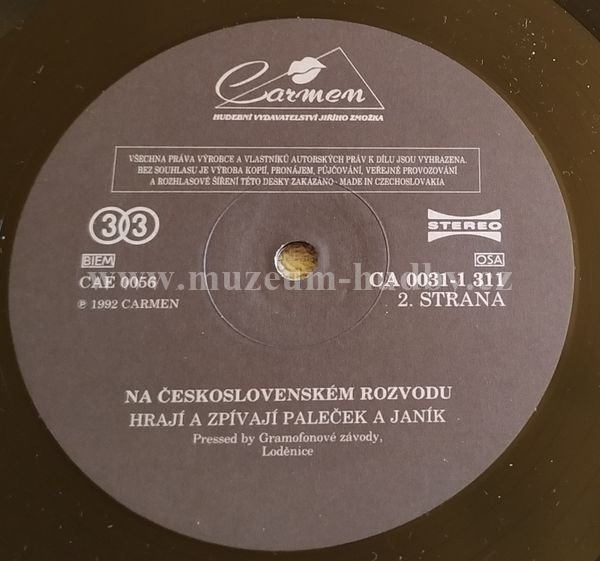 Carmen
HUDEBNÍ VYDAVATELSTVÍ JIŘÍHO ZMOŽKA
VŠECHNA PRÁVA VÝROBCE A VLASTNÍKŮ AUTORSKÝCH PRÁV K DÍLU JSOU VYHRAZENA.
BEZ SOUHLASU JE VÝROBA KOPIÍ, PRONÁJEM, PŮJČOVÁNÍ, VEŘEJNÉ PROVOZOVÁNÍ
A ROZHLASOVÉ ŠÍŘENÍ TÉTO DESKY ZAKÁZÁNO - MADE IN CZECHOSLOVAKIA
33 STEREO
BIEM OSA
www.muzeum-hudby.cz
CAE 0056 CA 0031-1 311
℗ 1992 CARMEN 2. STRANA
NA ČESKOSLOVENSKÉM ROZVODU
HRAJÍ A ZPÍVAJÍ PALEČEK A JANÍK
Pressed by Gramofonové závody,
Loděnice